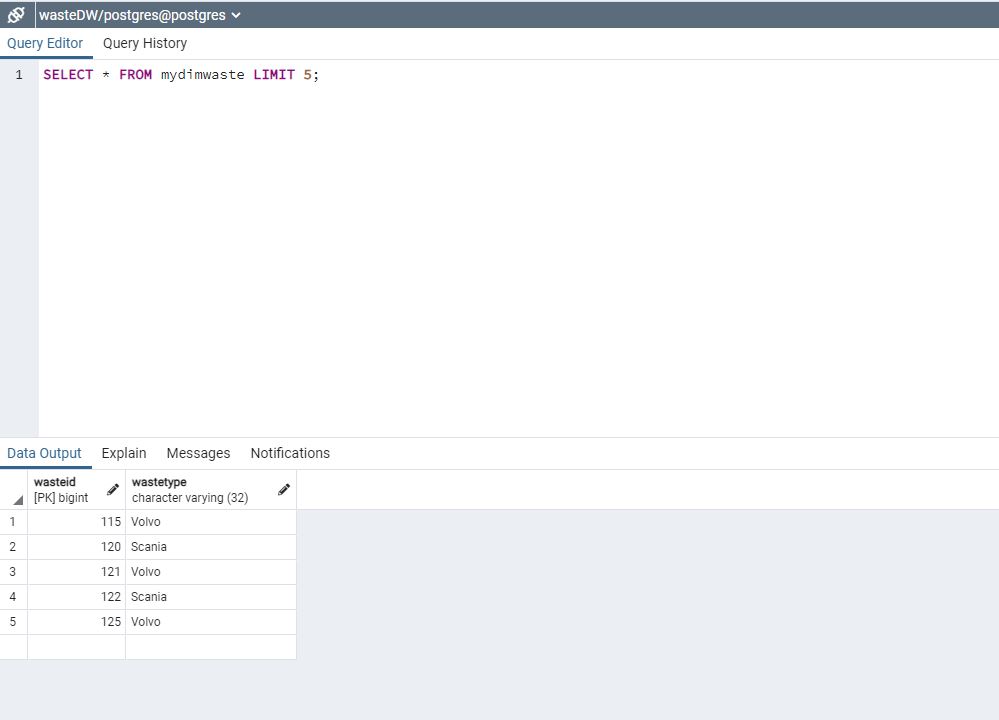 wasteDW/postgres@postgres
Query Editor Query History
1 SELECT * FROM mydimwaste LIMIT 5;
Data Output Explain Messages Notifications
wasteid wastetype
[PK] bigint character varying (32)
1 115 Volvo
2 120 Scania
3 121 Volvo
4 122 Scania
5 125 Volvo